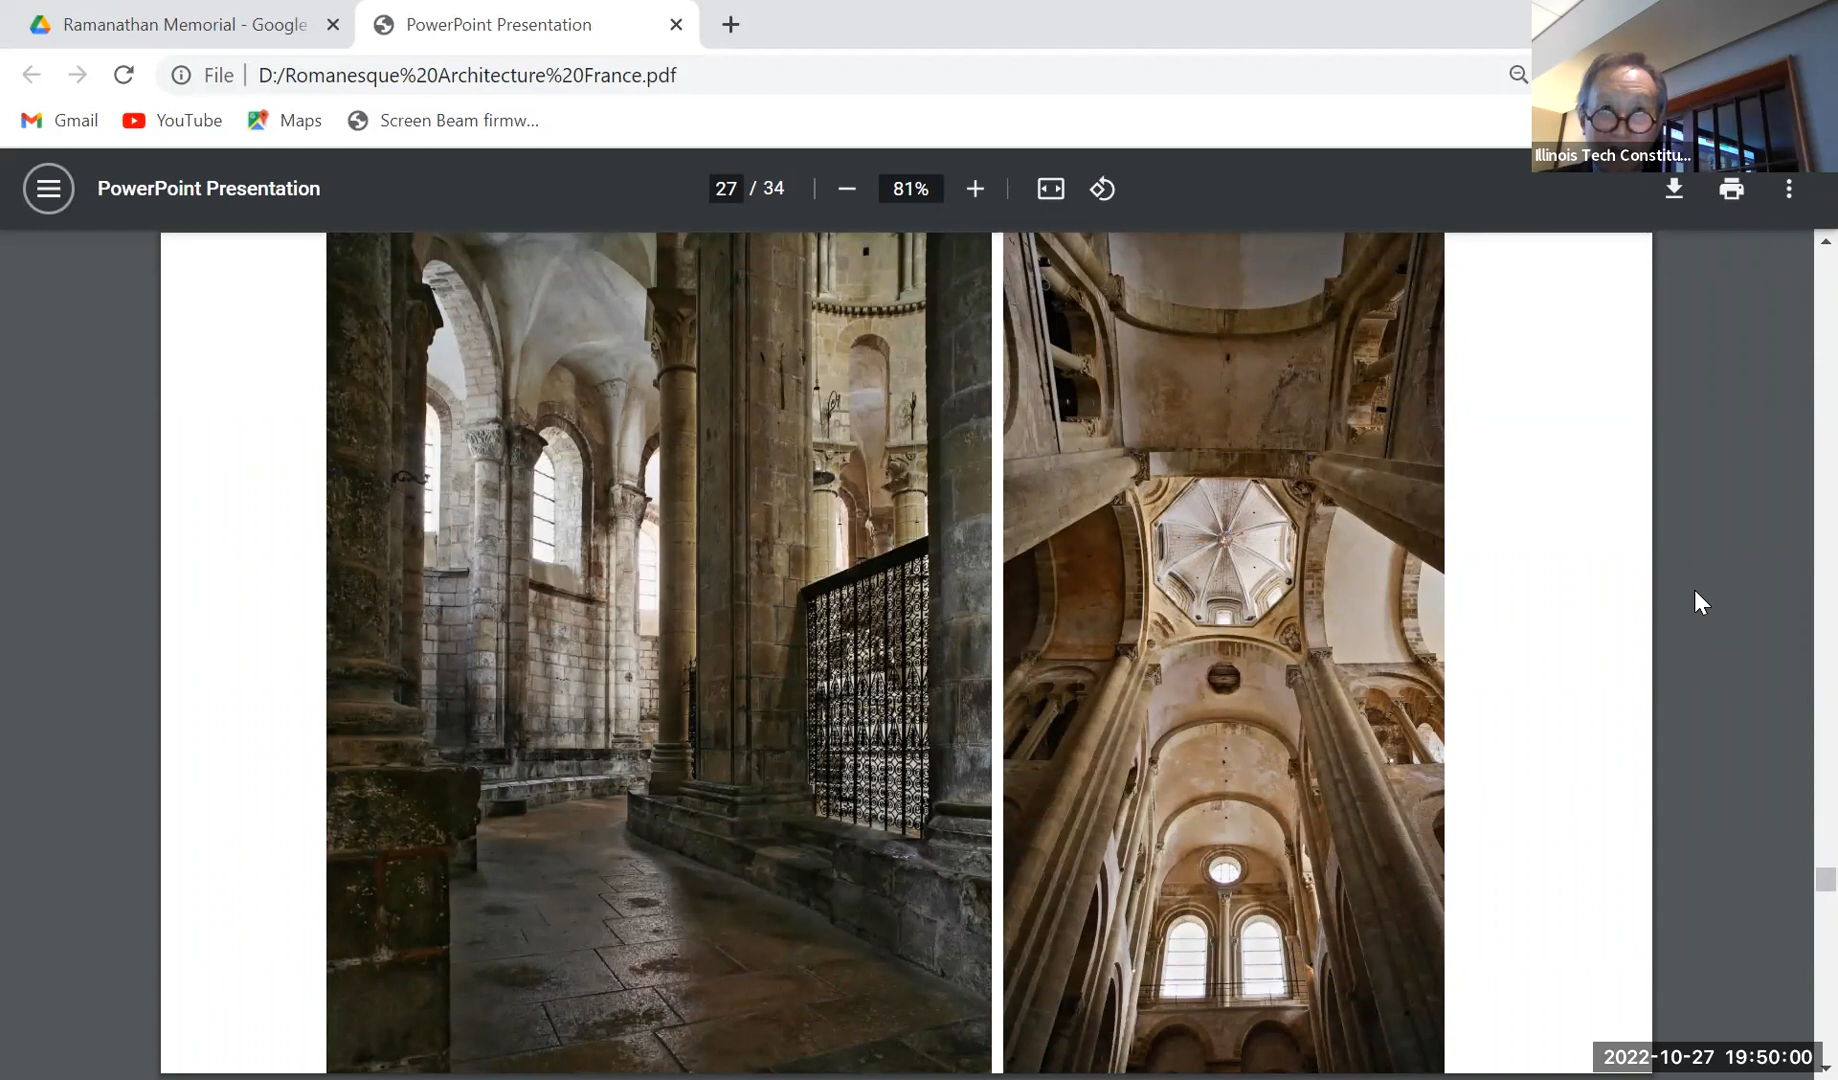 Ramanathan Memorial - Google
PowerPoint Presentation
File
D:/Romanesque%20Architecture%20France.pdf
Gmail
YouTube
Maps
Screen Beam firmw...
Illinois Tech Constitu...
PowerPoint Presentation
27 / 34
81%
2022-10-27 19:50:00